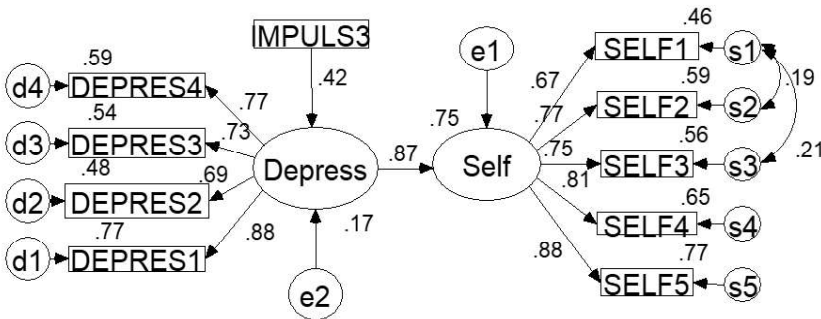 IMPULS3
.42
.59
d4
DEPRES4
.77
.54
d3
DEPRES3
.73
.48
d2
DEPRES2
.69
.77
d1
DEPRES1
.88
Depress
.17
e2
.87
e1
.75
Self
.67
.46
SELF1
s1
.19
.77
.59
SELF2
s2
.75
.56
SELF3
s3
.21
.81
.65
SELF4
s4
.88
.77
SELF5
s5